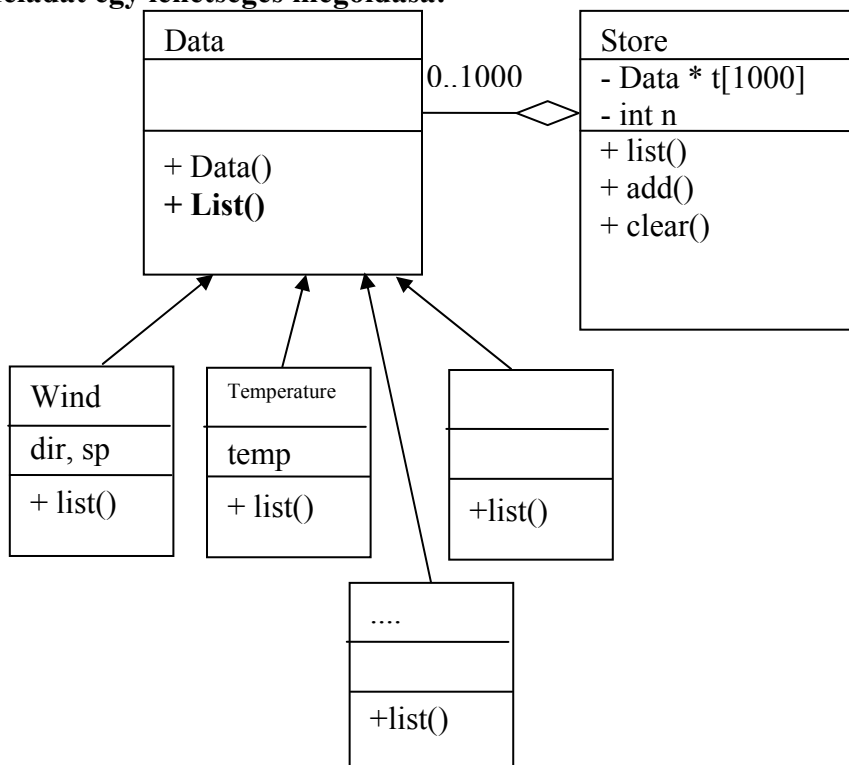 feladat egy lehetséges megoldása:
Data
+ Data()
+ List()
0..1000
Store
- Data * t[1000]
- int n
+ list()
+ add()
+ clear()
Wind
dir, sp
+ list()
Temperature
temp
+ list()
+list()
....
+list()